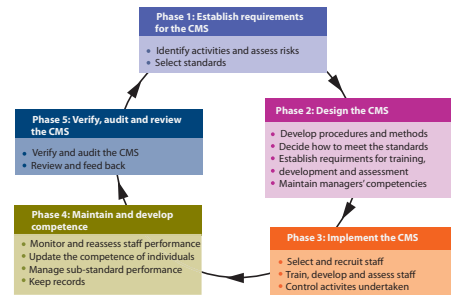 Phase 1: Establish requirements
for the CMS
• Identify activities and assess risks
• Select standards
Phase 2: Design the CMS
• Develop procedures and methods
• Decide how to meet the standards
• Establish requirments for training,
• development and assessment
• Maintain managers' competencies
Phase 3: Implement the CMS
• Select and recruit staff
• Train, develop and assess staff
• Control activites undertaken
Phase 4: Maintain and develop
competence
• Monitor and reassess staff performance
• Update the competence of individuals
• Manage sub-standard performance
• Keep records
Phase 5: Verify, audit and review
the CMS
• Verify and audit the CMS
• Review and feed back